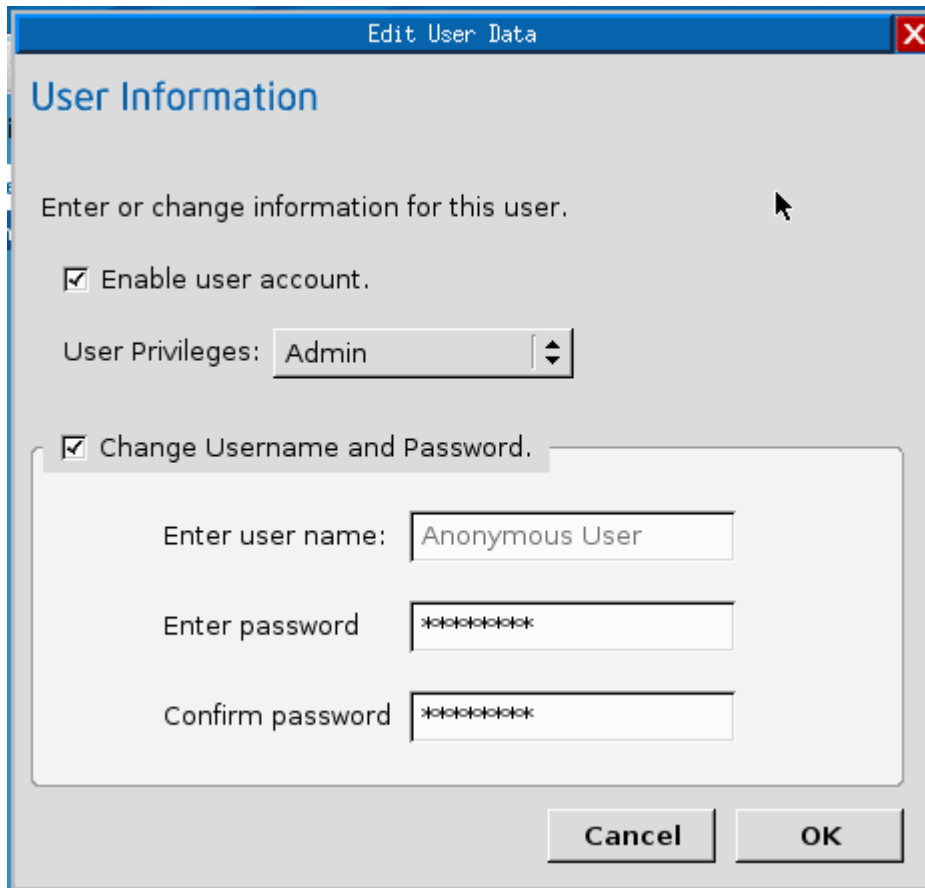 Edit User Data
User Information
Enter or change information for this user.
Enable user account.
User Privileges: Admin
Change Username and Password.
Enter user name: Anonymous User
Enter password *********
Confirm password *********
Cancel OK